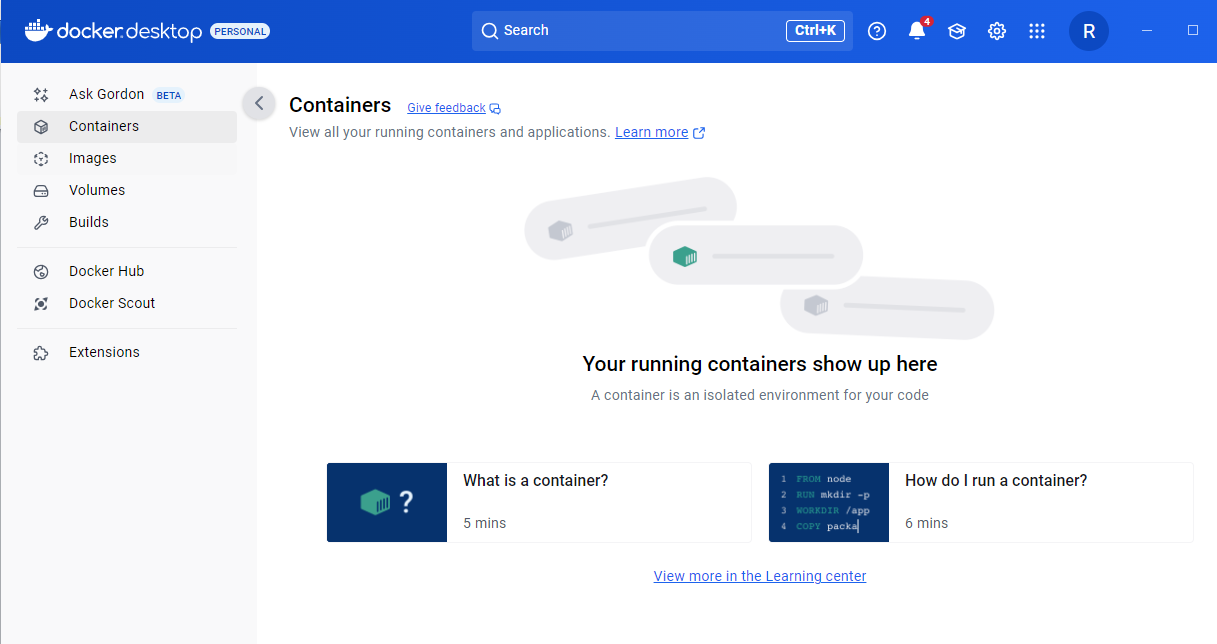 docker.desktop PERSONAL
Search
Ctrl+K
4
R
Ask Gordon BETA
Containers
Images
Volumes
Builds
Docker Hub
Docker Scout
Extensions
Containers Give feedback
View all your running containers and applications. Learn more
Your running containers show up here
A container is an isolated environment for your code
?
What is a container?
5 mins
1 FROM node
2 RUN mkdir -p
3 WORKDIR /app
4 COPY packa
How do I run a container?
6 mins
View more in the Learning center